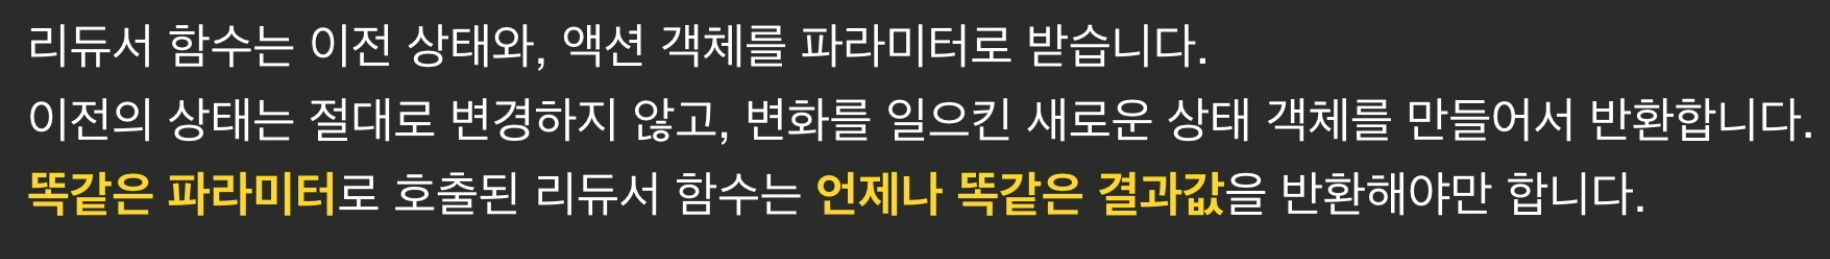 리듀서 함수는 이전 상태와, 액션 객체를 파라미터로 받습니다.
이전의 상태는 절대로 변경하지 않고, 변화를 일으킨 새로운 상태 객체를 만들어서 반환합니다.
똑같은 파라미터로 호출된 리듀서 함수는 언제나 똑같은 결과값을 반환해야만 합니다.